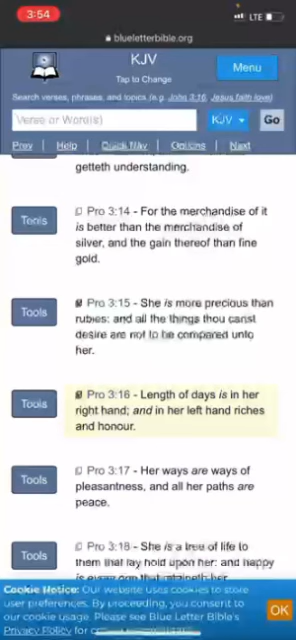 3:54
LTE
blueletterbible.org
KJV
Tap to Change
Menu
Search verses, phrases, and topics (e.g. John 3:16, Jesus faith love)
Verse or Word(s)
KJV
Go
Prev | Help | Quick Nav | Options | Next
getteth understanding.
Tools
Pro 3:14 - For the merchandise of it
is better than the merchandise of
silver, and the gain thereof than fine
gold.
Tools
Pro 3:15 - She is more precious than
rubies: and all the things thou canst
desire are not to be compared unto
her.
Tools
Pro 3:16 - Length of days is in her
right hand; and in her left hand riches
and honour.
Tools
Pro 3:17 - Her ways are ways of
pleasantness, and all her paths are
peace.
Tools
Pro 3:18 - She is a tree of life to
them that lay hold upon her: and happy
is every one that retaineth her.
Cookie Notice: Our website uses cookies to store
user preferences. By proceeding, you consent to
our cookie usage. Please see Blue Letter Bible's
Privacy Policy for
OK